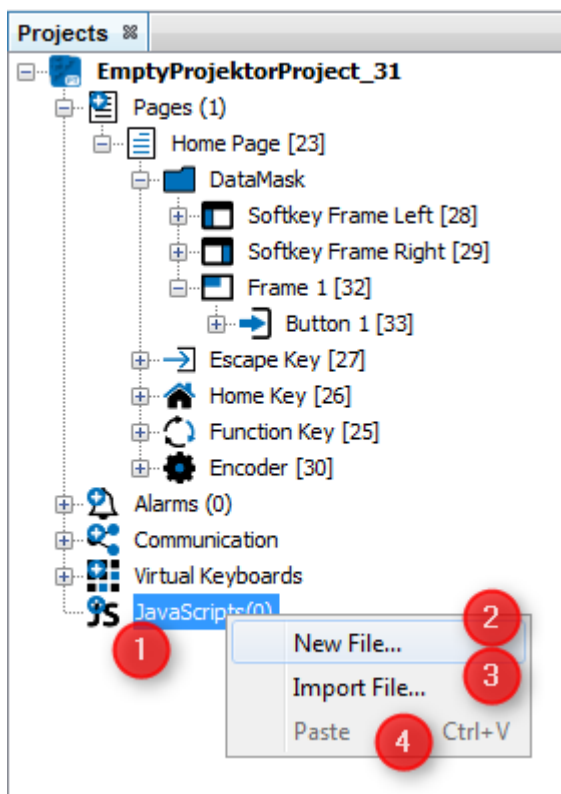 Projects
EmptyProjektorProject_31
Pages (1)
Home Page [23]
DataMask
Softkey Frame Left [28]
Softkey Frame Right [29]
Frame 1 [32]
Button 1 [33]
Escape Key [27]
Home Key [26]
Function Key [25]
Encoder [30]
Alarms (0)
Communication
Virtual Keyboards
JS JavaScripts(0)
1
New File... 2
Import File... 3
Paste 4 Ctrl+V